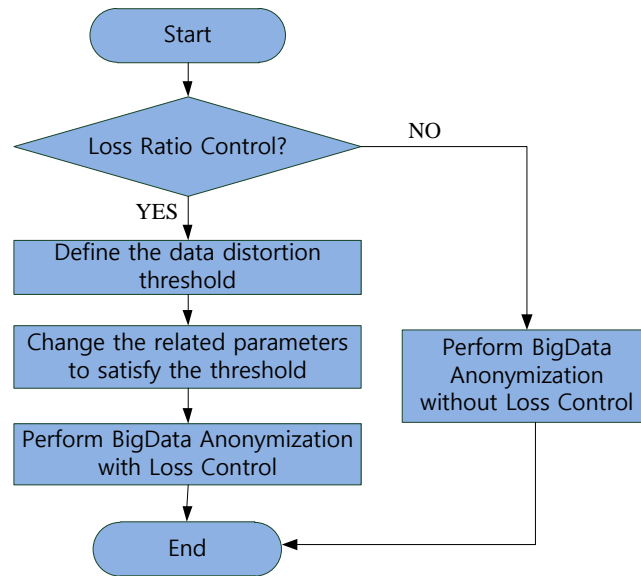 Start
Loss Ratio Control?
NO
YES
Define the data distortion
threshold
Change the related parameters
to satisfy the threshold
Perform BigData
Anonymization
without Loss Control
Perform BigData Anonymization
with Loss Control
End